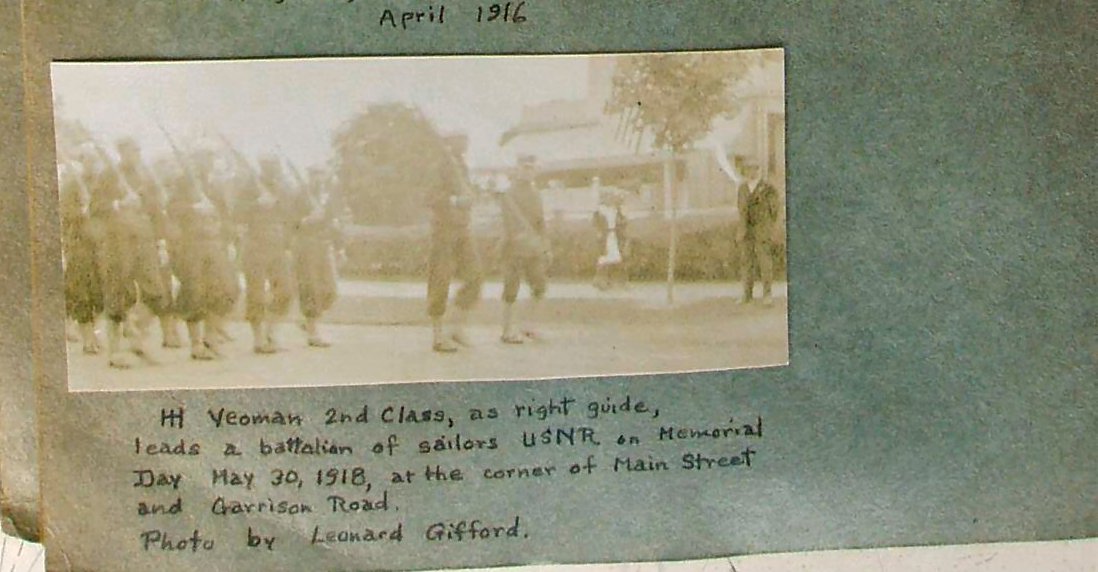 April 1916
HH Yeoman 2nd Class, as right guide,
leads a battalion of sailors USNR on Memorial
Day May 30, 1918, at the corner of Main Street
and Garrison Road.
Photo by Leonard Gifford.